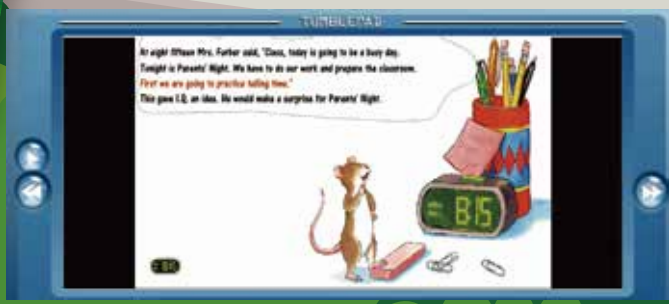 TUMBLEPAD
At eight fifteen Mrs. Furber said, "Class, today is going to be a busy day.
Tonight is Parents' Night. We have to do our work and prepare the classroom.
First we are going to practice telling time."
This gave I.Q. an idea. He would make a surprise for Parents' Night.
8:15
8:15